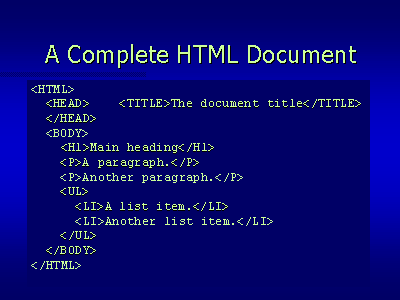 A Complete HTML Document
<HTML>
<HEAD> <TITLE>The document title</TITLE>
</HEAD>
<BODY>
<H1>Main heading</H1>
<P>A paragraph.</P>
<P>Another paragraph.</P>
<UL>
<LI>A list item.</LI>
<LI>Another list item.</LI>
</UL>
</BODY>
</HTML>